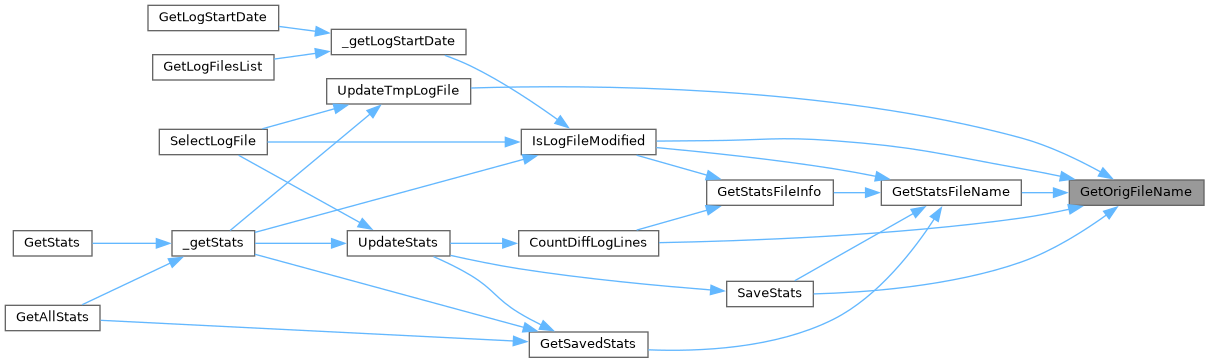 GetLogStartDate
_getLogStartDate
GetLogFilesList
UpdateTmpLogFile
SelectLogFile
IsLogFileModified
GetStatsFileInfo
GetStatsFileName
GetOrigFileName
GetStats
_getStats
UpdateStats
CountDiffLogLines
SaveStats
GetAllStats
GetSavedStats